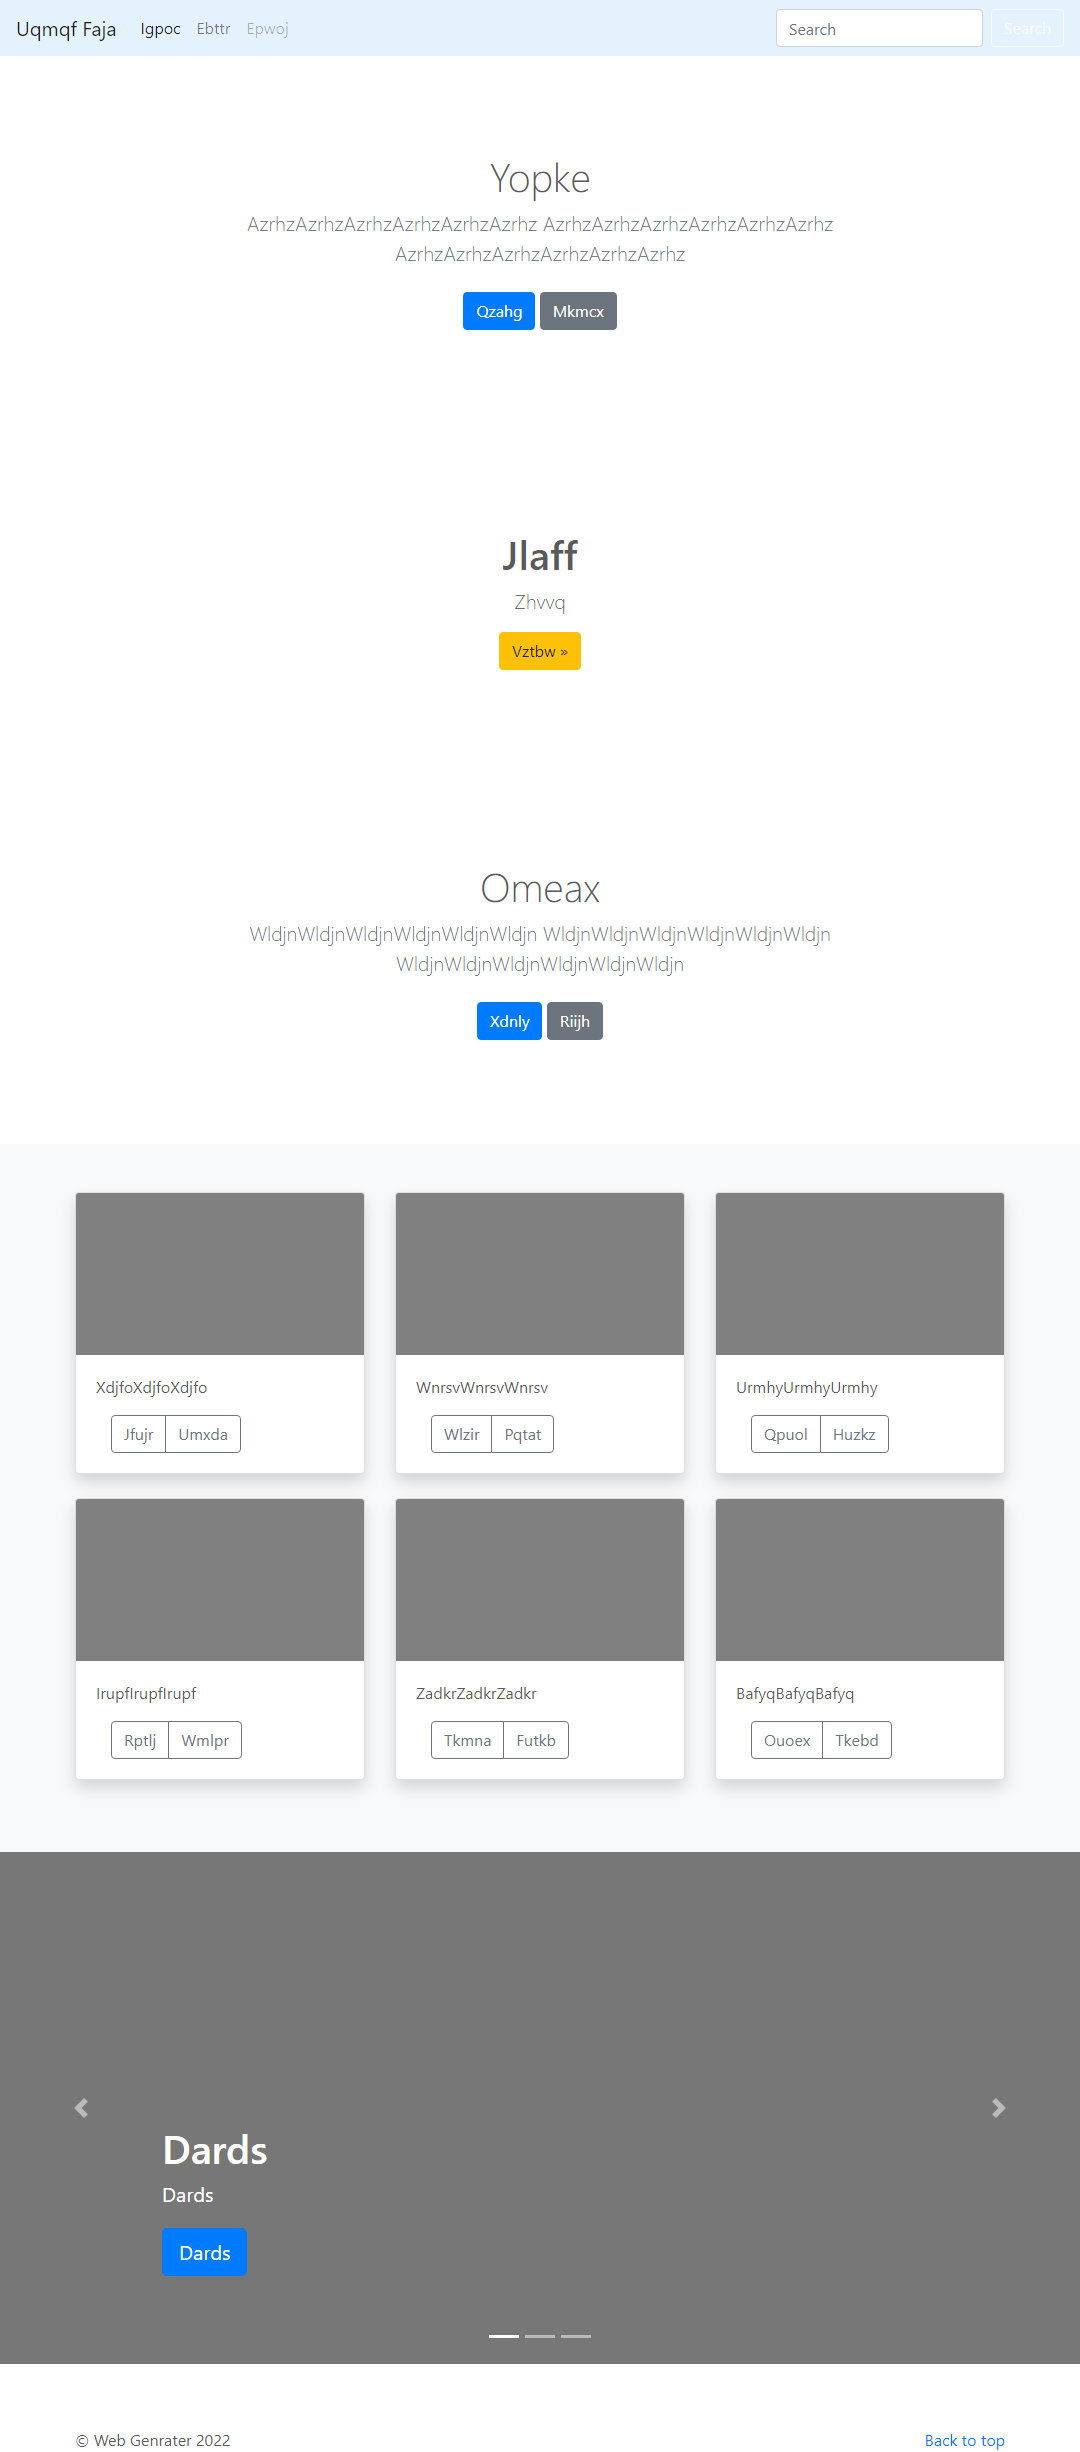 Uqmqf Faja Igpoc Ebttr Epwoj Search Search
Yopke
AzrhzAzrhzAzrhzAzrhzAzrhzAzrhz AzrhzAzrhzAzrhzAzrhzAzrhzAzrhz
AzrhzAzrhzAzrhzAzrhzAzrhzAzrhz
Qzahg Mkmcx
Jlaff
Zhvvq
Vztbw »
Omeax
WldjnWldjnWldjnWldjnWldjnWldjn WldjnWldjnWldjnWldjnWldjnWldjn
WldjnWldjnWldjnWldjnWldjnWldjn
Xdnly Riijh
XdjfoXdjfoXdjfo WnrsvWnrsvWnrsv UrmhyUrmhyUrmhy
Jfujr Umxda Wlzir Pqtat Qpuol Huzkz
IrupfIrupfIrupf ZadkrZadkrZadkr BafyqBafyqBafyq
Rptlj Wmlpr Tkmna Futkb Ouoex Tkebd
Dards
Dards
Dards
© Web Genrater 2022 Back to top